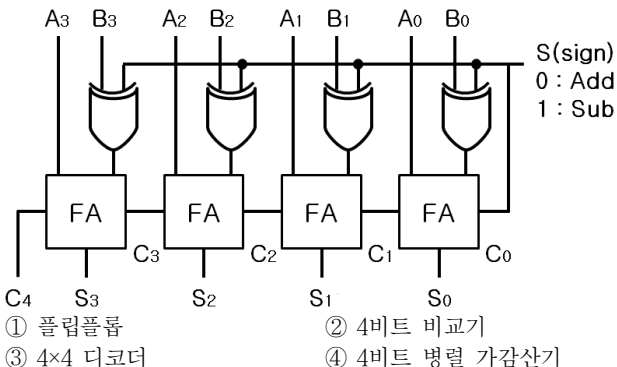 A3 B3 A2 B2 A1 B1 A0 B0
S(sign)
0 : Add
1 : Sub
FA FA FA FA
C3 C2 C1 C0
C4 S3 S2 S1 S0
① 플립플롭 ② 4비트 비교기
③ 4×4 디코더 ④ 4비트 병렬 가감산기